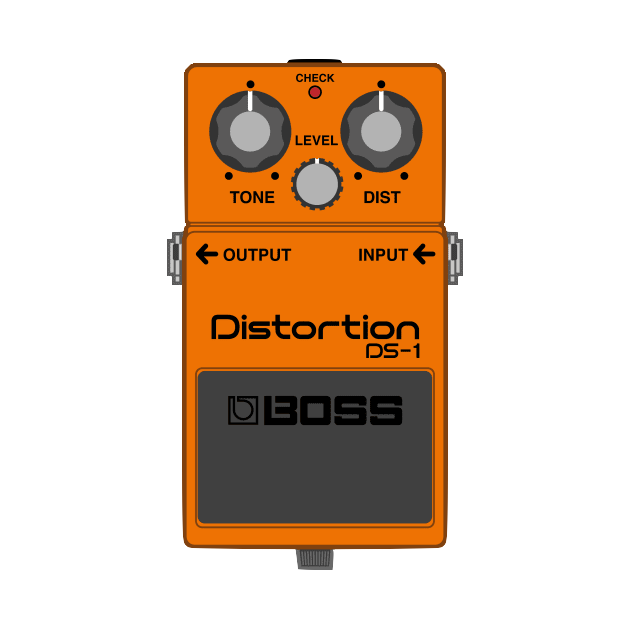 CHECK
LEVEL
TONE
DIST
OUTPUT
INPUT
Distortion
DS-1
BOSS